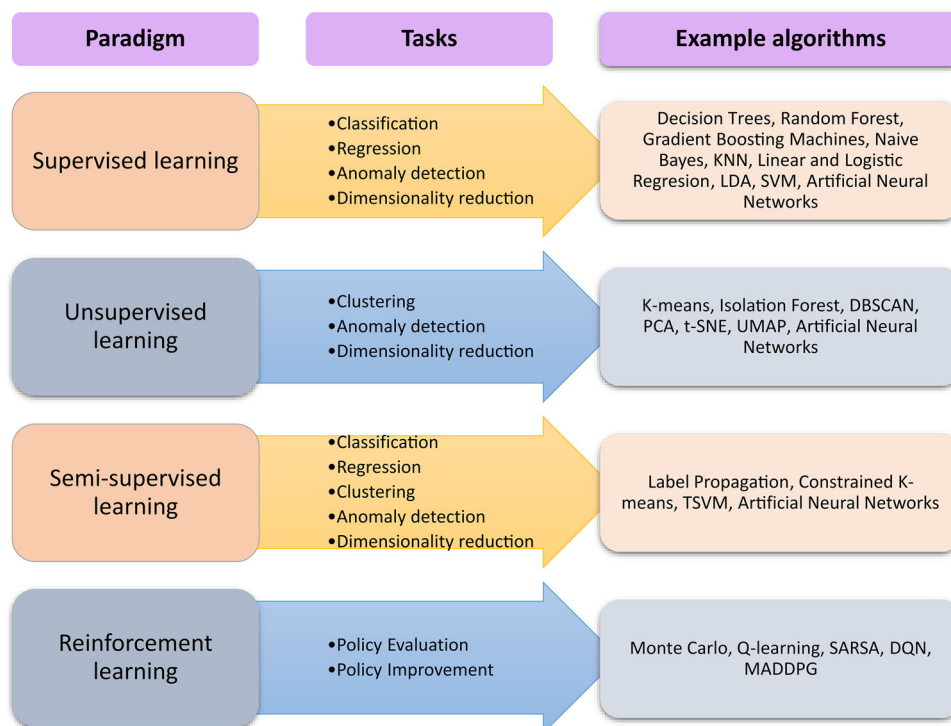 Paradigm
Tasks
Example algorithms
Supervised learning
•Classification
•Regression
•Anomaly detection
•Dimensionality reduction
Decision Trees, Random Forest,
Gradient Boosting Machines, Naive
Bayes, KNN, Linear and Logistic
Regresion, LDA, SVM, Artificial Neural
Networks
Unsupervised
learning
•Clustering
•Anomaly detection
•Dimensionality reduction
K-means, Isolation Forest, DBSCAN,
PCA, t-SNE, UMAP, Artificial Neural
Networks
Semi-supervised
learning
•Classification
•Regression
•Clustering
•Anomaly detection
•Dimensionality reduction
Label Propagation, Constrained K-
means, TSVM, Artificial Neural Networks
Reinforcement
learning
•Policy Evaluation
•Policy Improvement
Monte Carlo, Q-learning, SARSA, DQN,
MADDPG